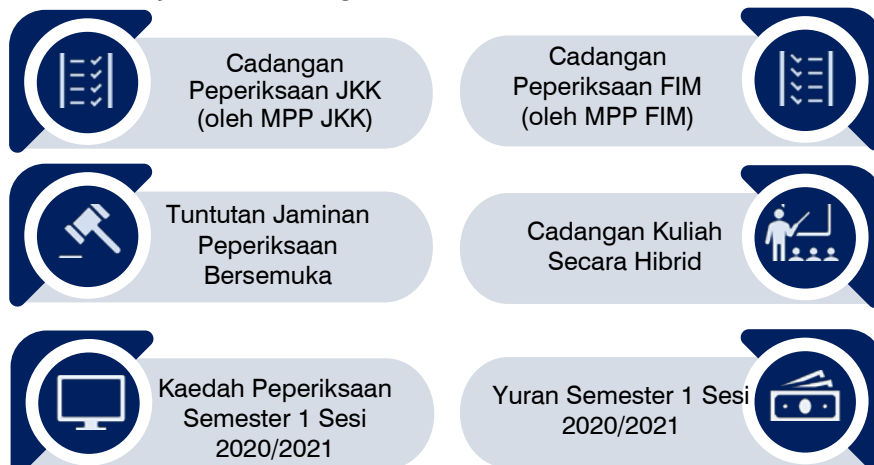 Cadangan
Peperiksaan JKK
(oleh MPP JKK)
Cadangan
Peperiksaan FIM
(oleh MPP FIM)
Tuntutan Jaminan
Peperiksaan
Bersemuka
Cadangan Kuliah
Secara Hibrid
Kaedah Peperiksaan
Semester 1 Sesi
2020/2021
Yuran Semester 1 Sesi
2020/2021